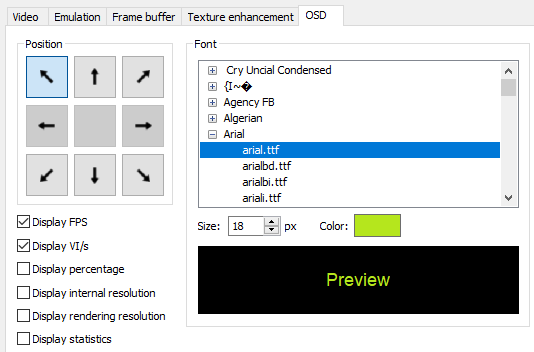 Video Emulation Frame buffer Texture enhancement OSD
Position
Display FPS
Display VI/s
Display percentage
Display internal resolution
Display rendering resolution
Display statistics
Font
Cry Uncial Condensed
{I~�
Agency FB
Algerian
Arial
arial.ttf
arialbd.ttf
arialbi.ttf
ariali.ttf
Size: 18 px Color:
Preview